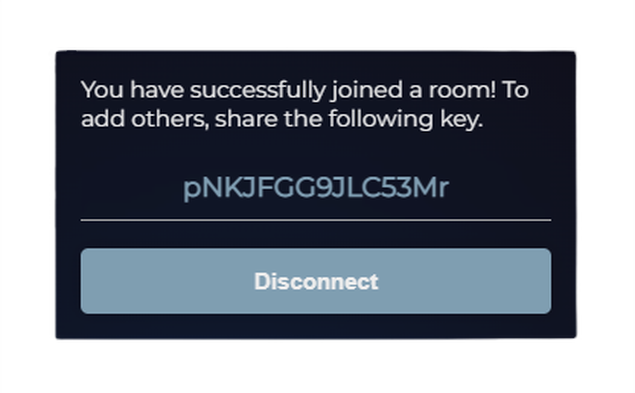 You have successfully joined a room! To
add others, share the following key.
pNKJFGG9JLC53Mr
Disconnect